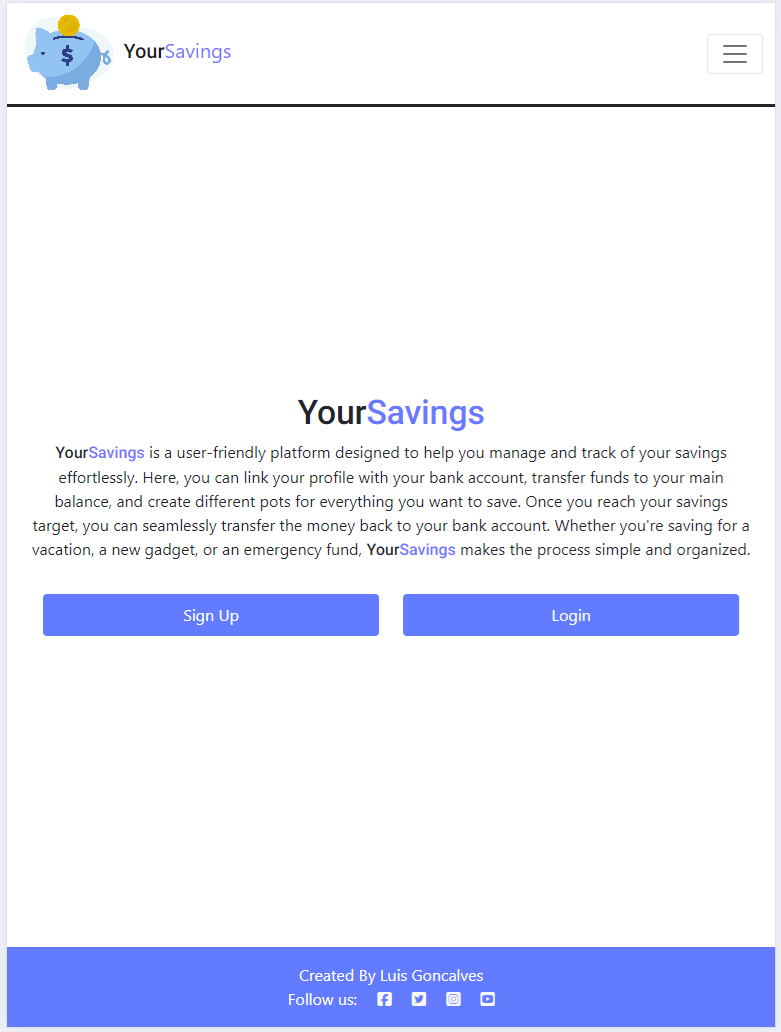 $
YourSavings
YourSavings
YourSavings is a user-friendly platform designed to help you manage and track of your savings
effortlessly. Here, you can link your profile with your bank account, transfer funds to your main
balance, and create different pots for everything you want to save. Once you reach your savings
target, you can seamlessly transfer the money back to your bank account. Whether you're saving for a
vacation, a new gadget, or an emergency fund, YourSavings makes the process simple and organized.
Sign Up Login
Created By Luis Goncalves
Follow us: